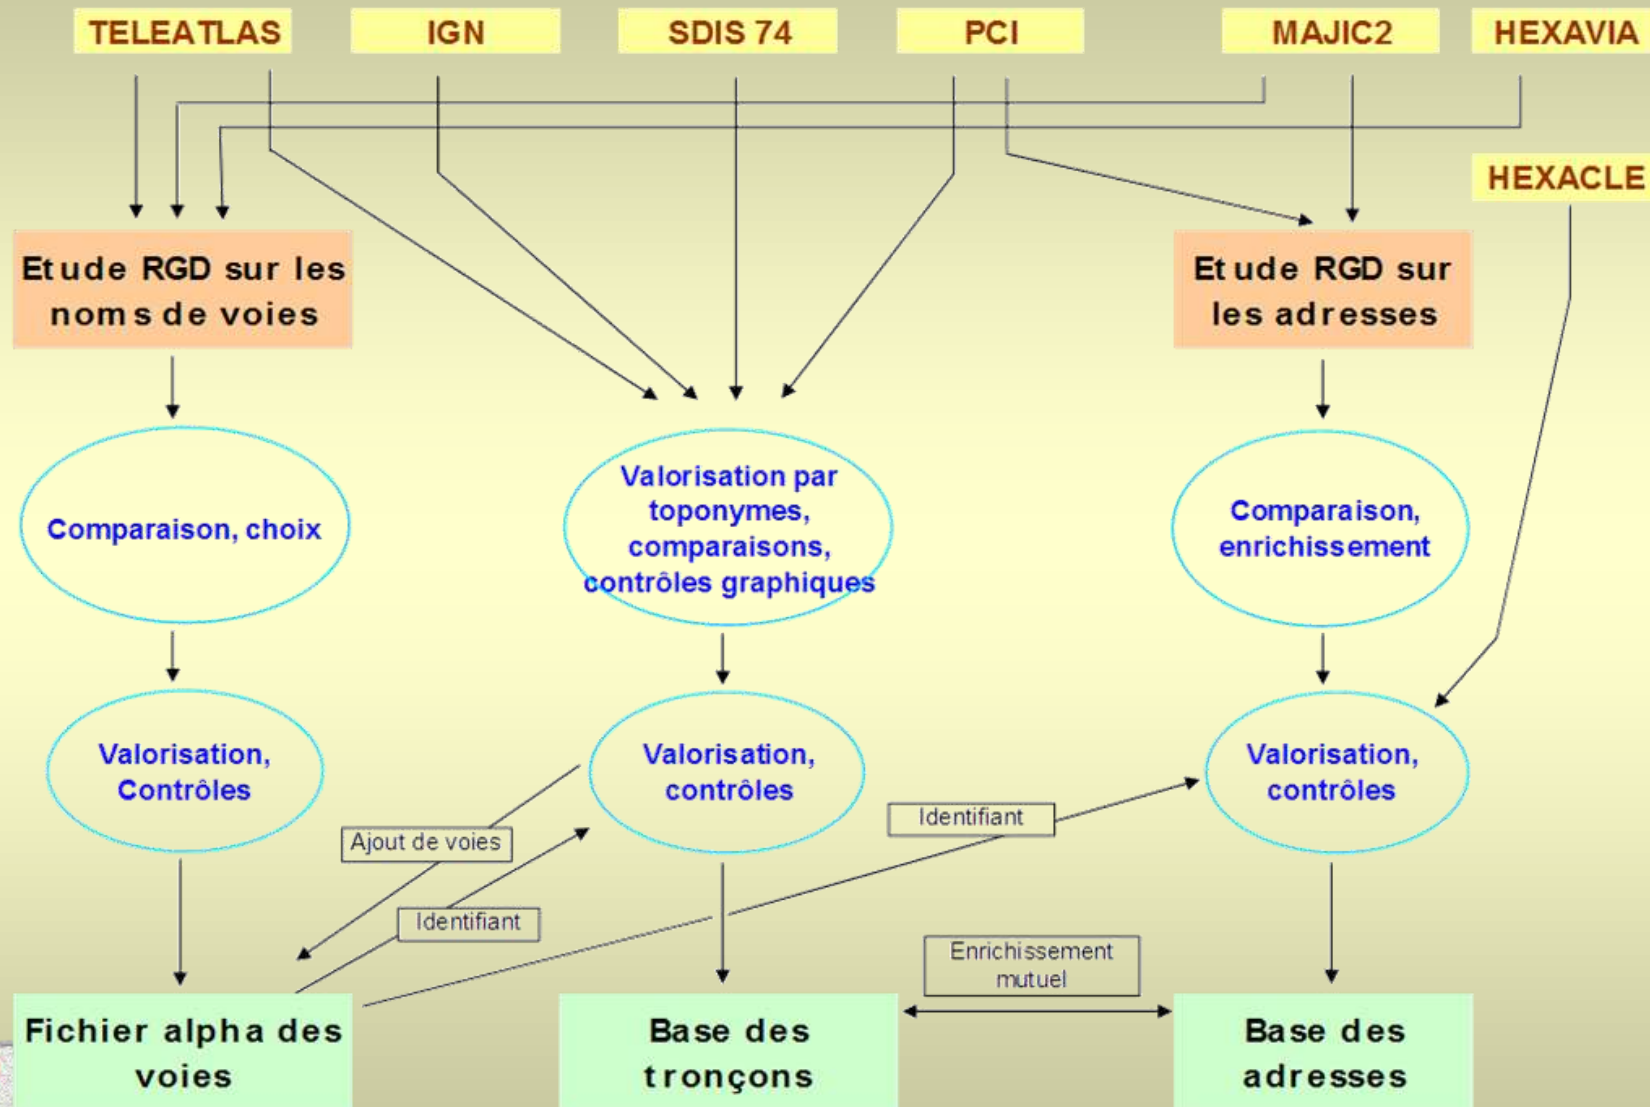 TELEATLAS
IGN
SDIS 74
PCI
MAJIC2
HEXAVIA
HEXACLE
Etude RGD sur les
noms de voies
Etude RGD sur
les adresses
Comparaison, choix
Valorisation par
toponymes,
comparaisons,
contrôles graphiques
Comparaison,
enrichissement
Valorisation,
Contrôles
Valorisation,
contrôles
Valorisation,
contrôles
Ajout de voies
Identifiant
Identifiant
Enrichissement
mutuel
Fichier alpha des
voies
Base des
tronçons
Base des
adresses